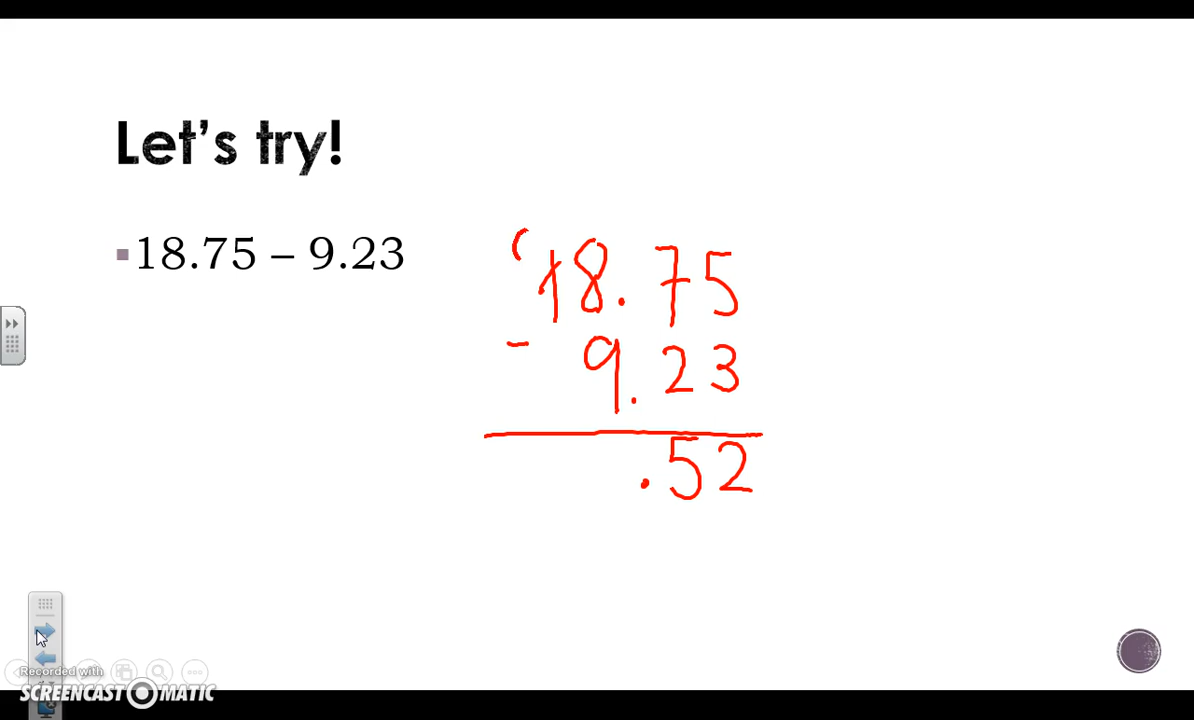 Let's try!
18.75 – 9.23
18.75
- 9.23
.52
Recorded with
SCREENCAST MATIC